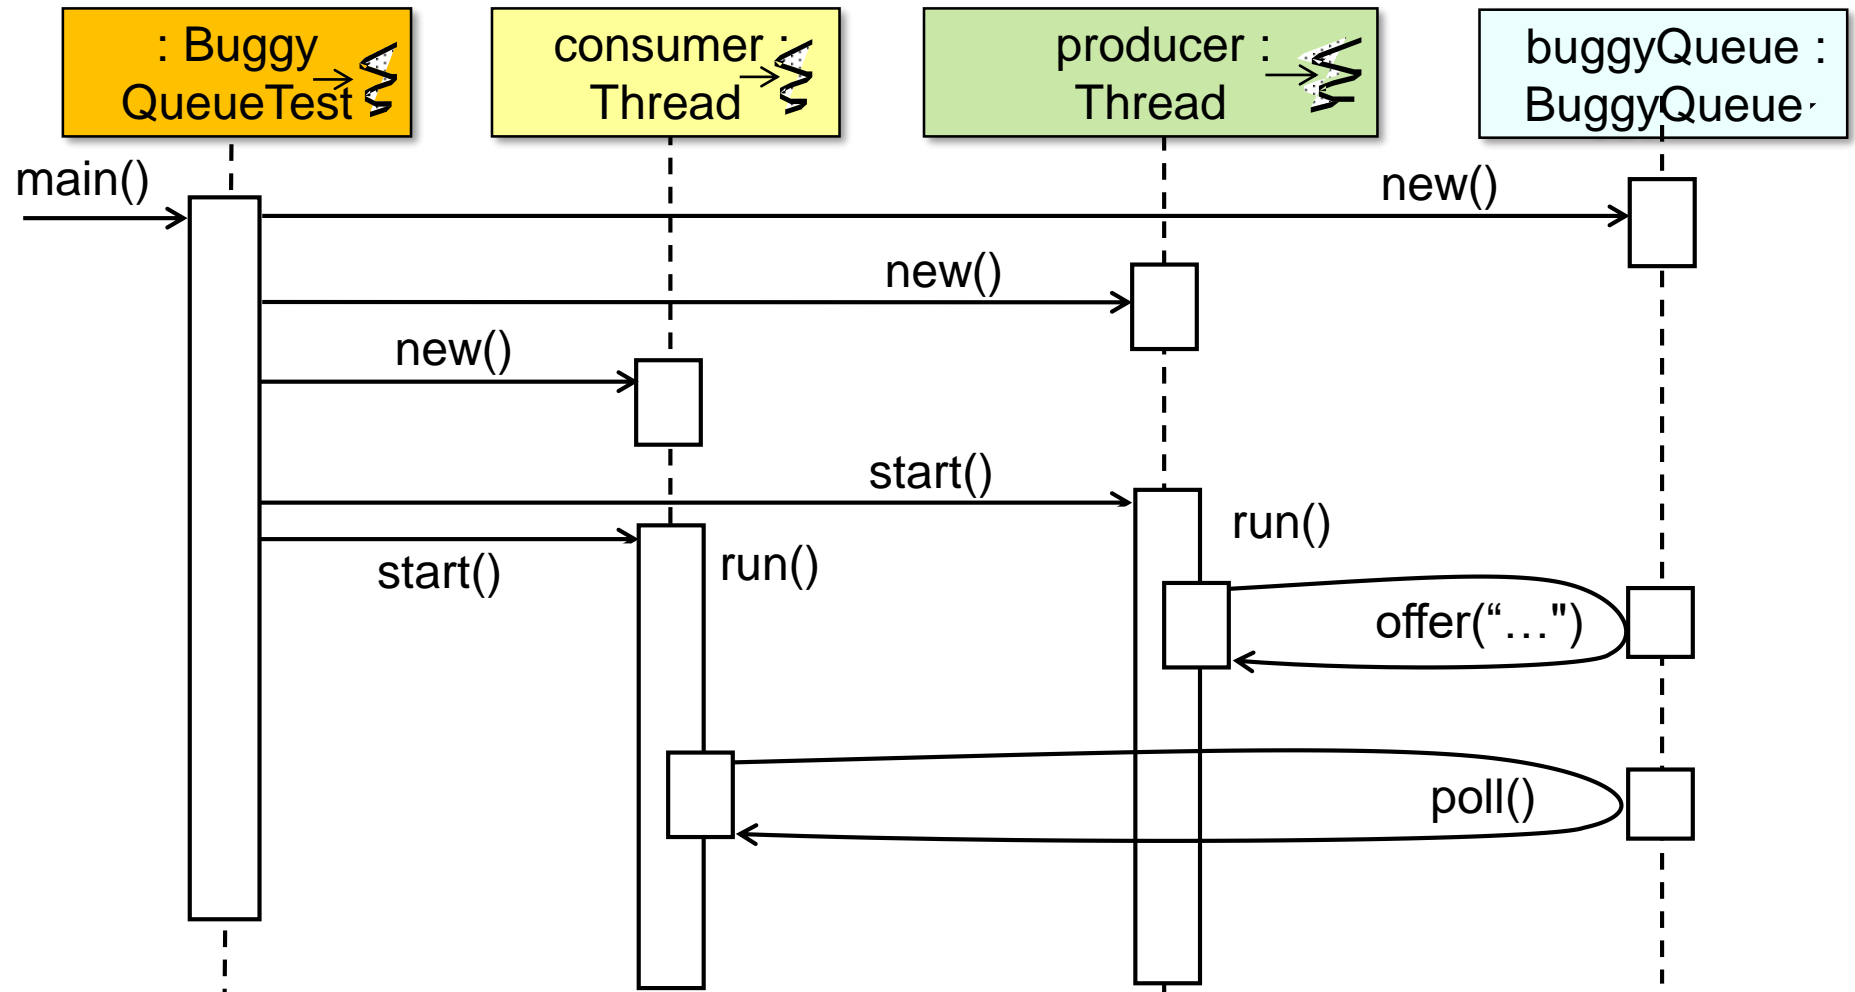 : Buggy
QueueTest
consumer :
Thread
producer :
Thread
buggyQueue :
BuggyQueue
main()
new()
new()
new()
start()
start()
run()
run()
offer(“…")
poll()